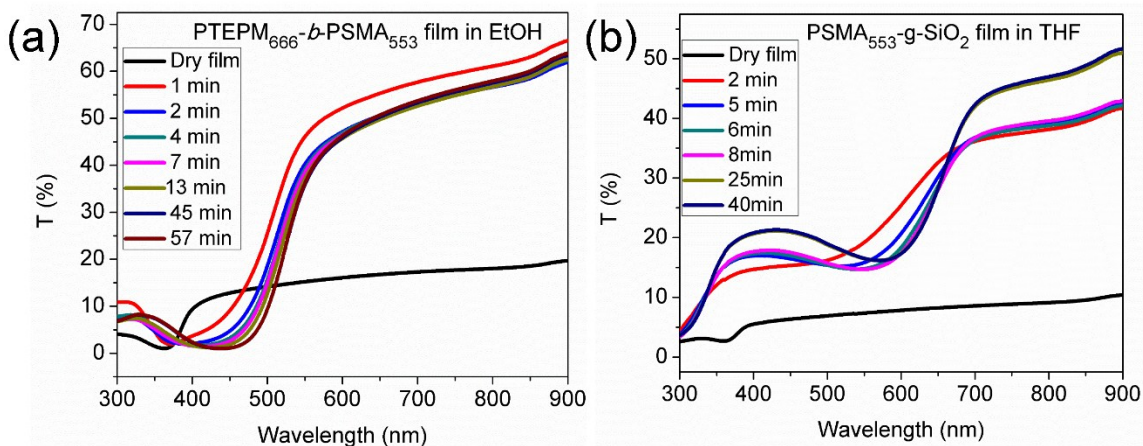 (a)
PTEPM666-b-PSMA553 film in EtOH
Dry film
1 min
2 min
4 min
7 min
13 min
45 min
57 min
T (%)
70
60
50
40
30
20
10
0
300 400 500 600 700 800 900
Wavelength (nm)
(b)
PSMA553-g-SiO2 film in THF
Dry film
2 min
5 min
6min
8min
25min
40min
T (%)
50
40
30
20
10
0
300 400 500 600 700 800 900
Wavelength (nm)